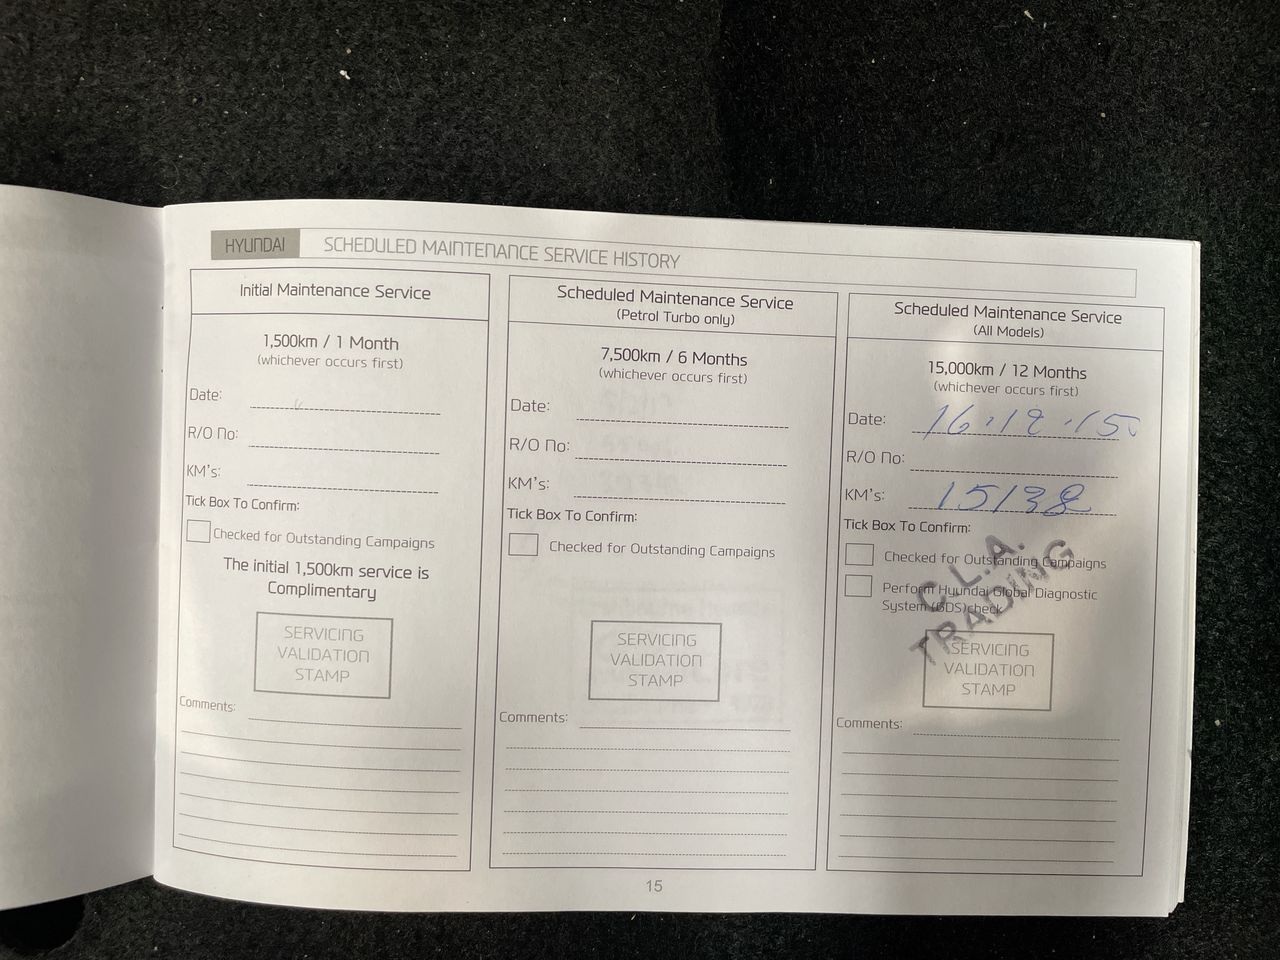 HYUNDAI SCHEDULED MAINTENANCE SERVICE HISTORY
Initial Maintenance Service
1,500km / 1 Month
(whichever occurs first)
Date:
R/O No:
KM's:
Tick Box To Confirm:
Checked for Outstanding Campaigns
The initial 1,500km service is
Complimentary
SERVICING
VALIDATION
STAMP
Comments:
Scheduled Maintenance Service
(Petrol Turbo only)
7,500km / 6 Months
(whichever occurs first)
Date:
R/O No:
KM's:
Tick Box To Confirm:
Checked for Outstanding Campaigns
SERVICING
VALIDATION
STAMP
Comments:
Scheduled Maintenance Service
(All Models)
15,000km / 12 Months
(whichever occurs first)
Date: 16.12.15
R/O No:
KM's: 15138
Tick Box To Confirm:
Checked for Outstanding Campaigns
Perform Hyundai Global Diagnostic
System (GDS)check
C.L.A.
TRADING
SERVICING
VALIDATION
STAMP
Comments:
15